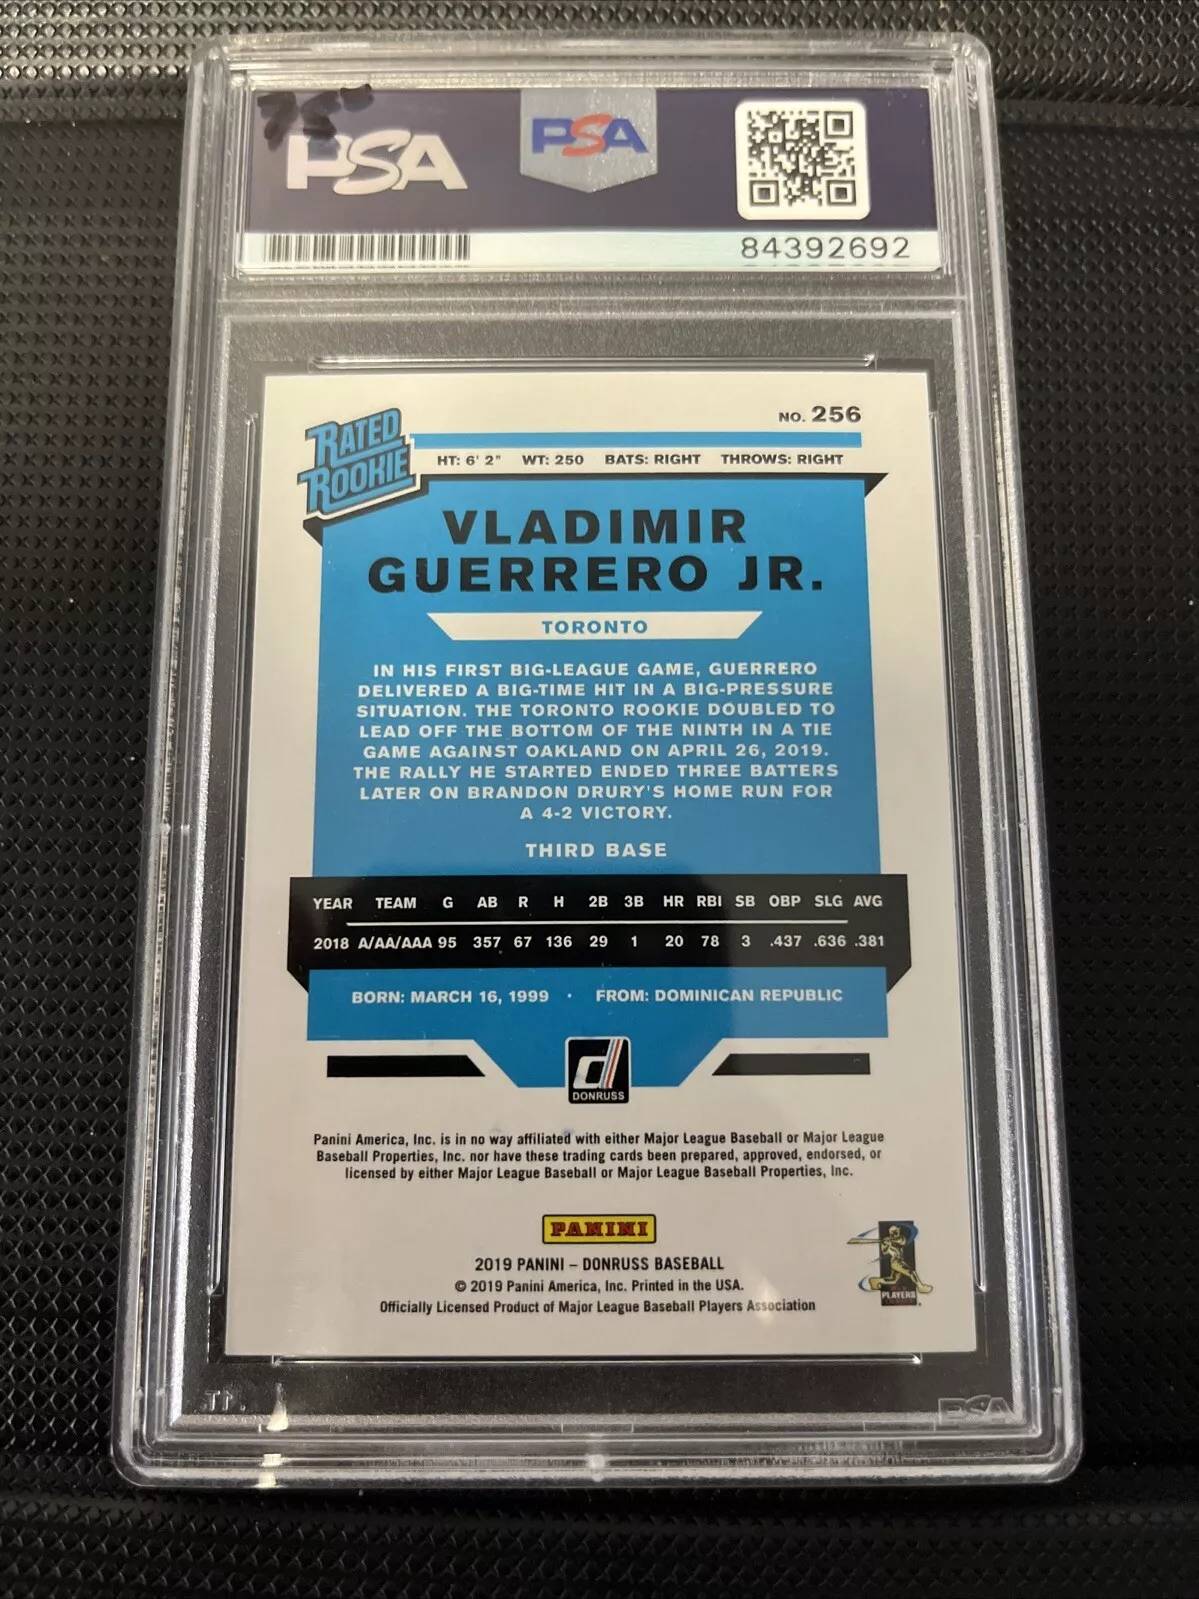 75⁰⁰
PSA
PSA
84392692
RATED
ROOKIE
NO. 256
HT: 6' 2" WT: 250 BATS: RIGHT THROWS: RIGHT
VLADIMIR
GUERRERO JR.
TORONTO
IN HIS FIRST BIG-LEAGUE GAME, GUERRERO
DELIVERED A BIG-TIME HIT IN A BIG-PRESSURE
SITUATION. THE TORONTO ROOKIE DOUBLED TO
LEAD OFF THE BOTTOM OF THE NINTH IN A TIE
GAME AGAINST OAKLAND ON APRIL 26, 2019.
THE RALLY HE STARTED ENDED THREE BATTERS
LATER ON BRANDON DRURY'S HOME RUN FOR
A 4-2 VICTORY.
THIRD BASE
YEAR TEAM G AB R H 2B 3B HR RBI SB OBP SLG AVG
2018 A/AA/AAA 95 357 67 136 29 1 20 78 3 .437 .636 .381
BORN: MARCH 16, 1999 · FROM: DOMINICAN REPUBLIC
d
DONRUSS
Panini America, Inc. is in no way affiliated with either Major League Baseball or Major League
Baseball Properties, Inc. nor have these trading cards been prepared, approved, endorsed, or
licensed by either Major League Baseball or Major League Baseball Properties, Inc.
PANINI
2019 PANINI – DONRUSS BASEBALL
© 2019 Panini America, Inc. Printed in the USA.
Officially Licensed Product of Major League Baseball Players Association
PLAYERS
PSA